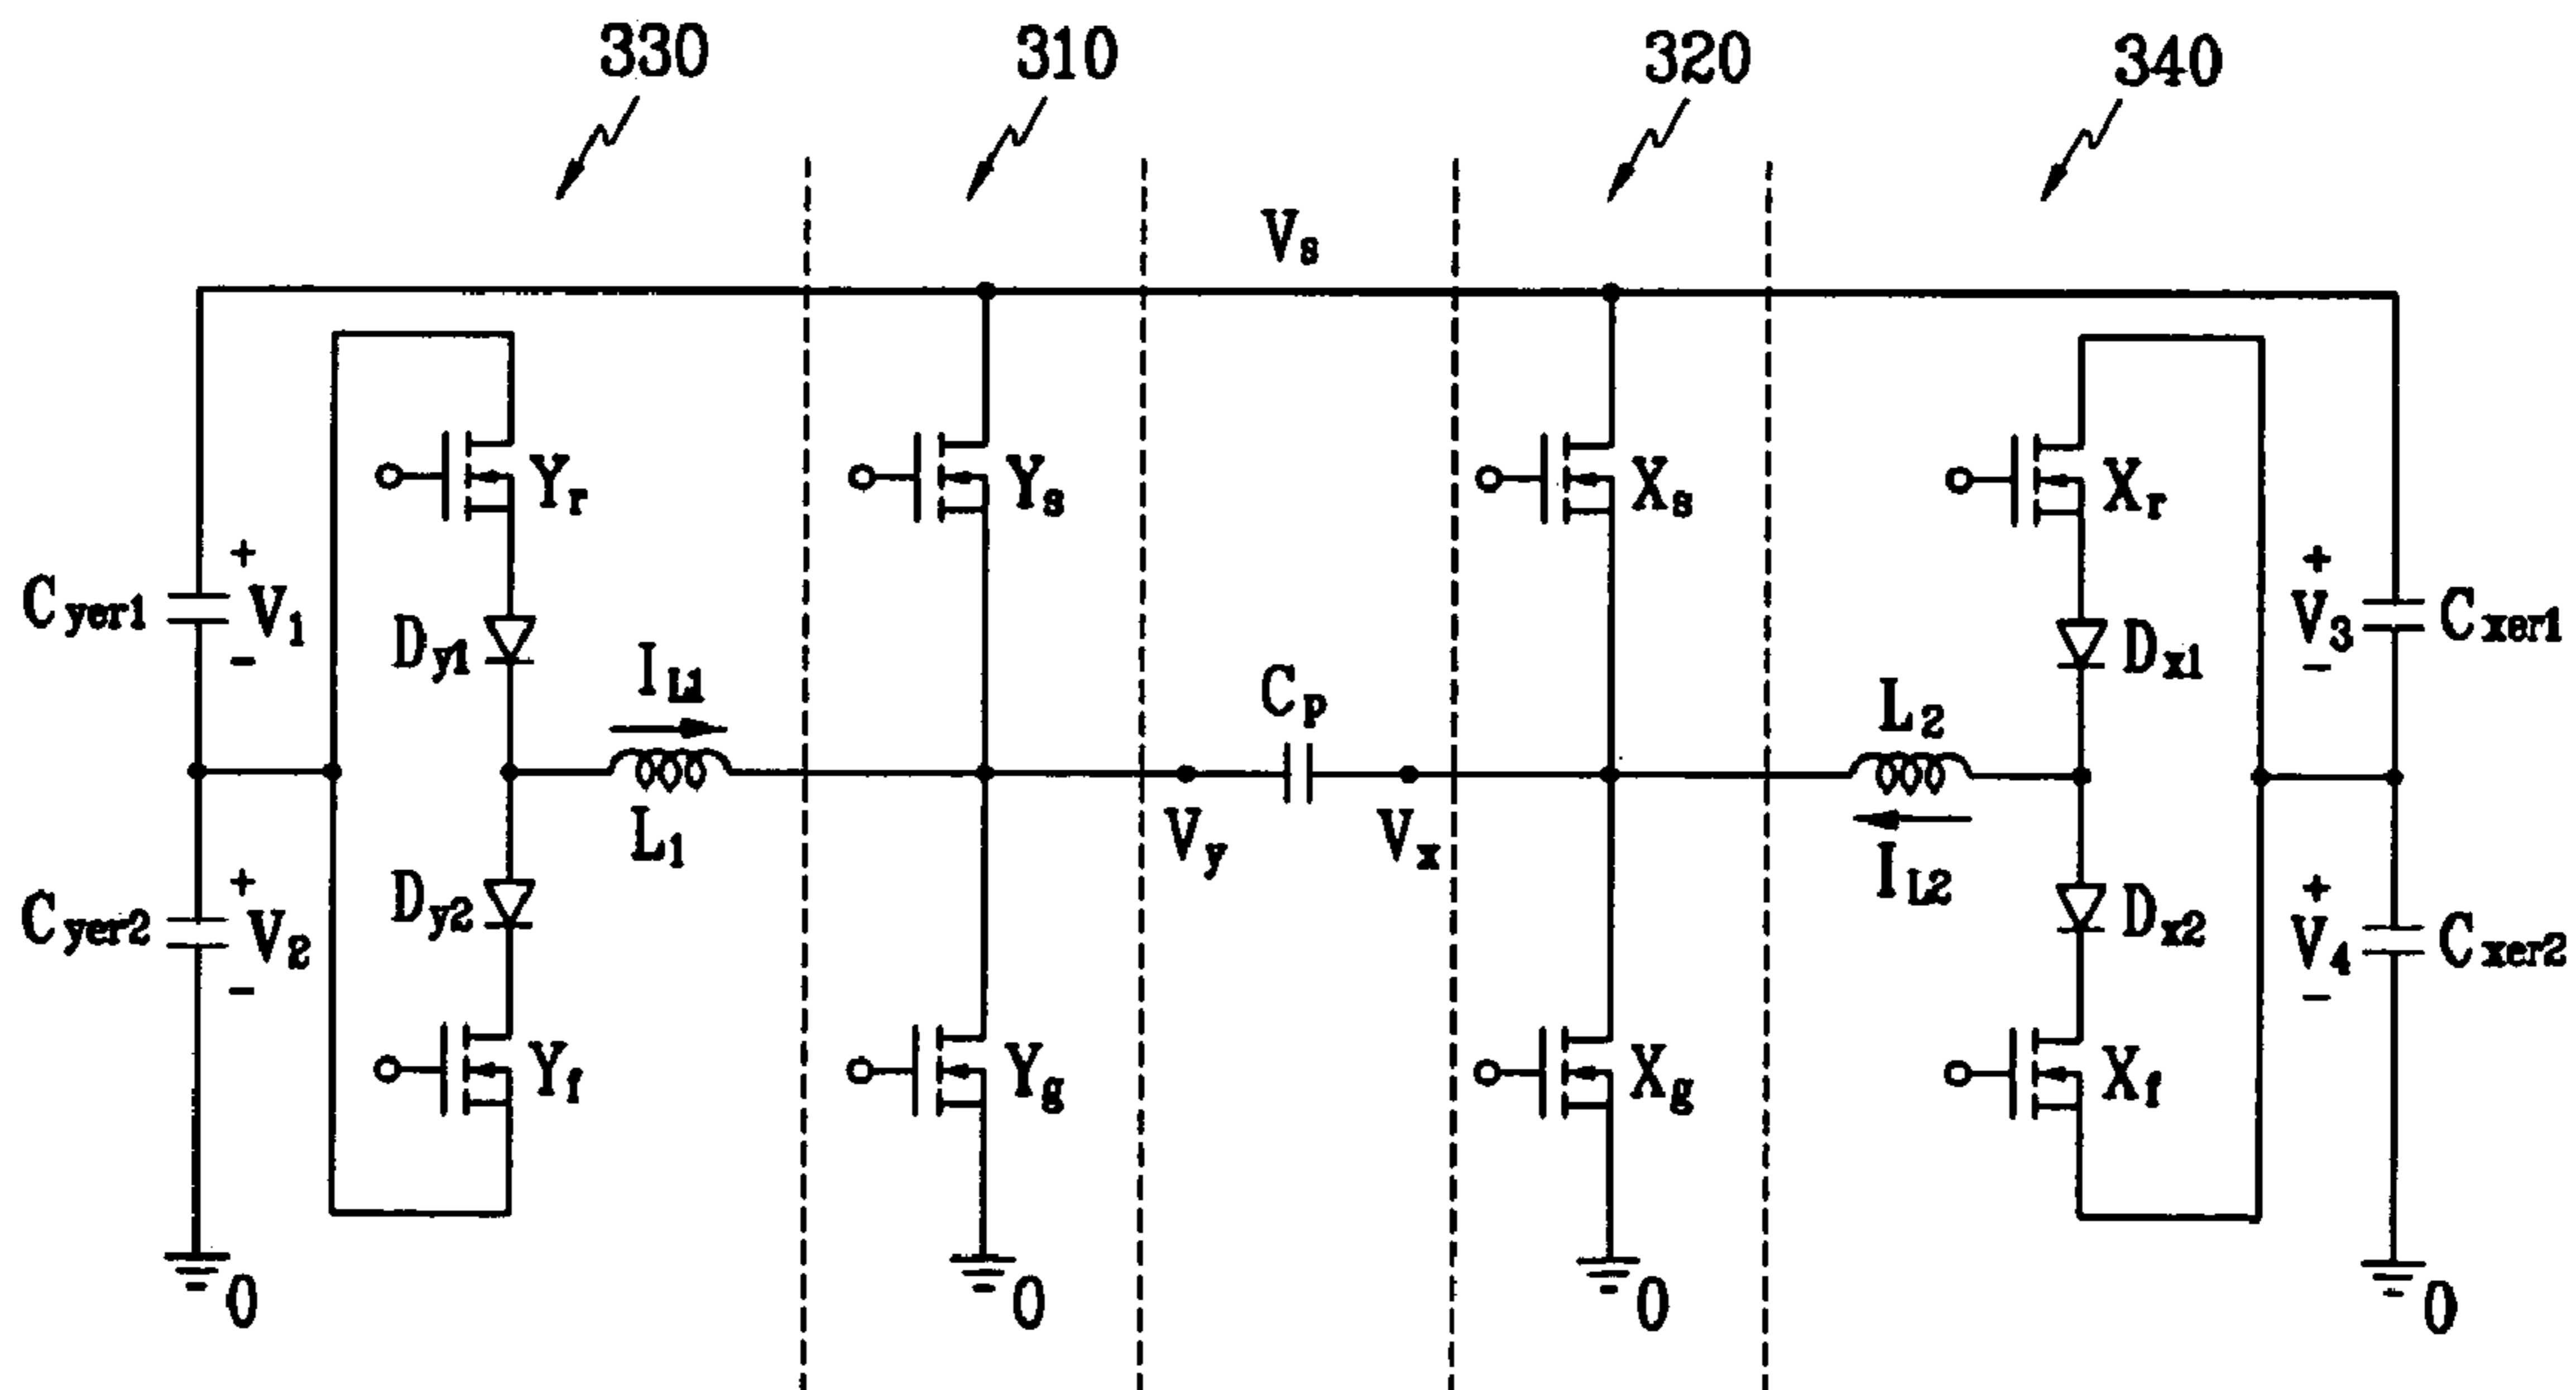 330
310
320
340
Vs
Yr
Ys
Xs
Xr
Cyer1
+
V1
-
Dy1
IL1
L1
Cp
Vy
Vx
L2
IL2
Dx1
+
V3
-
Cxer1
Cyer2
+
V2
-
Dy2
Dx2
+
V4
-
Cxer2
Yf
Yg
Xg
Xf
0
0
0
0